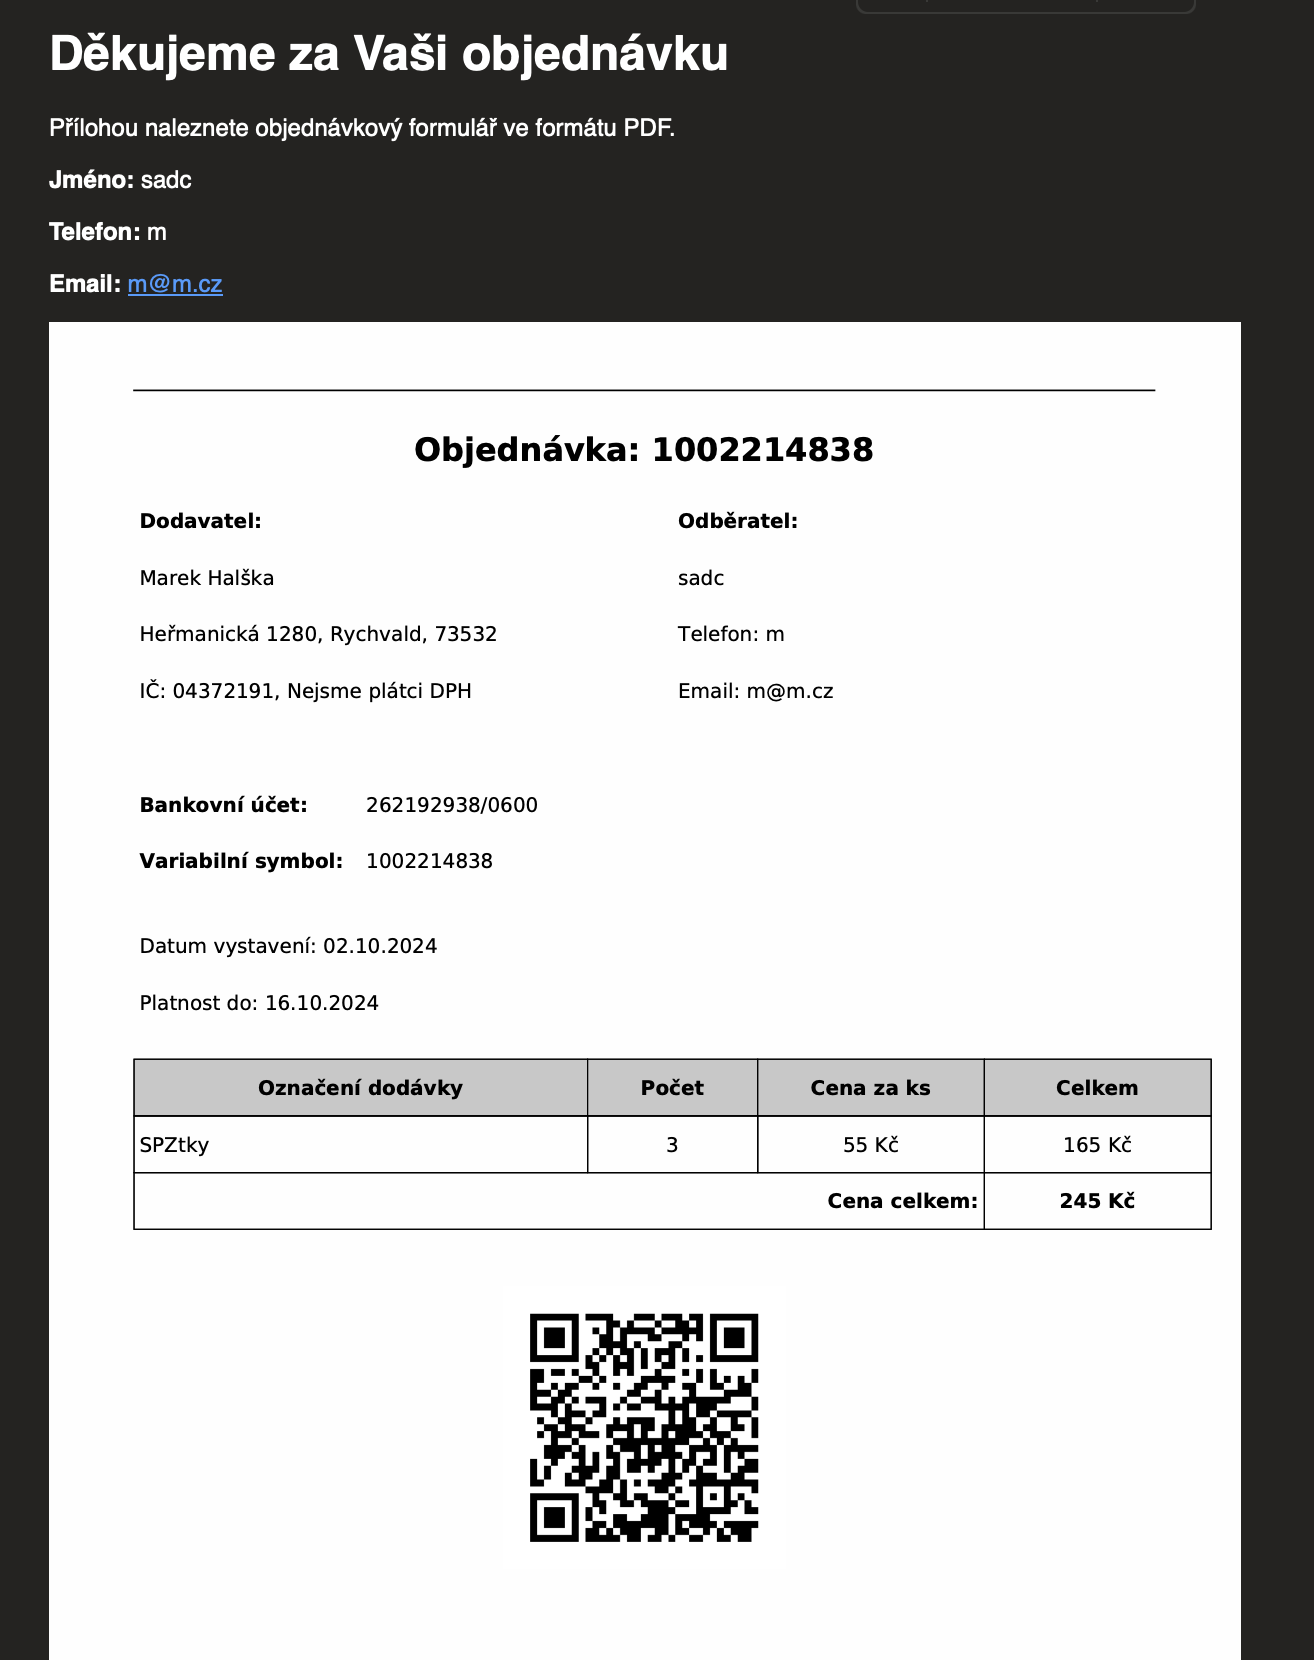 Děkujeme za Vaši objednávku
Přílohou naleznete objednávkový formulář ve formátu PDF.
Jméno: sadc
Telefon: m
Email: m@m.cz
Objednávka: 1002214838
Dodavatel:
Marek Halška
Heřmanická 1280, Rychvald, 73532
IČ: 04372191, Nejsme plátci DPH
Odběratel:
sadc
Telefon: m
Email: m@m.cz
Bankovní účet: 262192938/0600
Variabilní symbol: 1002214838
Datum vystavení: 02.10.2024
Platnost do: 16.10.2024
Označení dodávky Počet Cena za ks Celkem
SPZtky 3 55 Kč 165 Kč
Cena celkem: 245 Kč